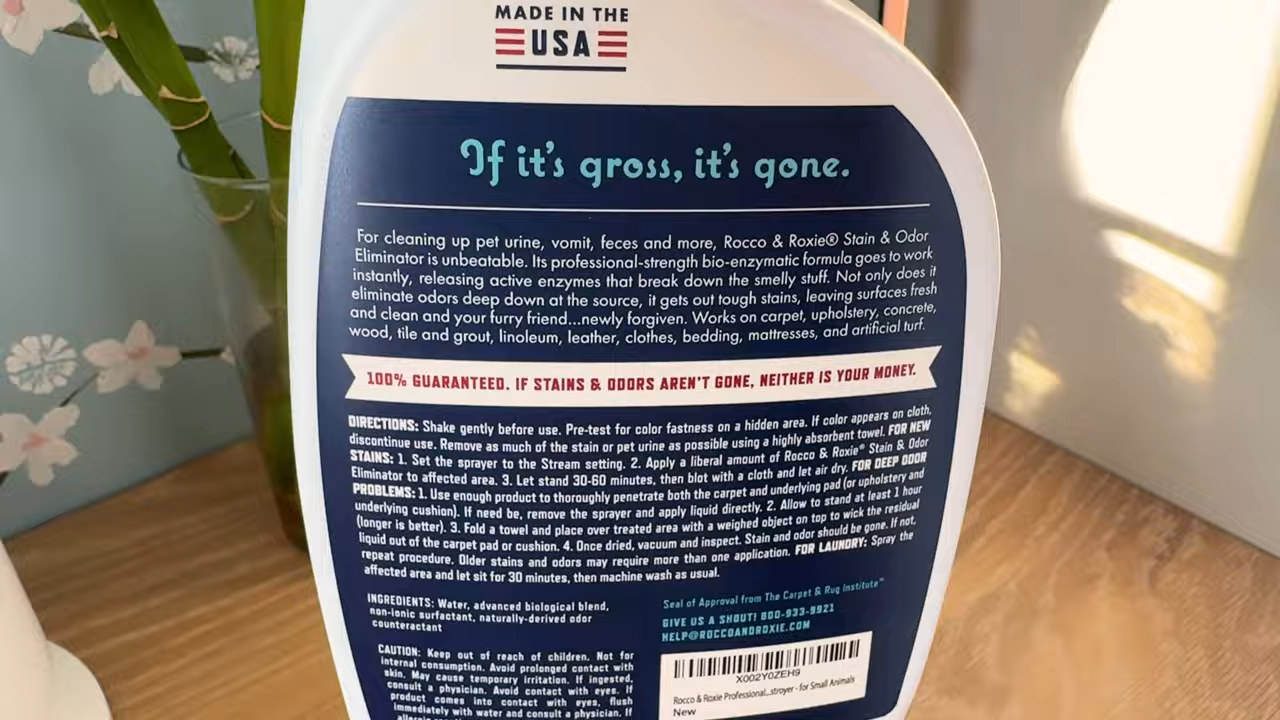 MADE IN THE
USA
If it's gross, it's gone.
For cleaning up pet urine, vomit, feces and more, Rocco & Roxie® Stain & Odor
Eliminator is unbeatable. Its professional-strength bio-enzymatic formula goes to work
instantly, releasing active enzymes that break down the smelly stuff. Not only does it
eliminate odors deep down at the source, it gets out tough stains, leaving surfaces fresh
and clean and your furry friend...newly forgiven. Works on carpet, upholstery, concrete,
wood, tile and grout, linoleum, leather, clothes, bedding, mattresses, and artificial turf.
100% GUARANTEED. IF STAINS & ODORS AREN'T GONE, NEITHER IS YOUR MONEY.
DIRECTIONS: Shake gently before use. Pre-test for color fastness on a hidden area. If color appears on cloth,
discontinue use. Remove as much of the stain or pet urine as possible using a highly absorbent towel. FOR NEW
STAINS: 1. Set the sprayer to the Stream setting. 2. Apply a liberal amount of Rocco & Roxie® Stain & Odor
Eliminator to affected area. 3. Let stand 30-60 minutes, then blot with a cloth and let air dry. FOR DEEP ODOR
PROBLEMS: 1. Use enough product to thoroughly penetrate both the carpet and underlying pad (or upholstery and
underlying cushion). If need be, remove the sprayer and apply liquid directly. 2. Allow to stand at least 1 hour
(longer is better). 3. Fold a towel and place over treated area with a weighed object on top to wick the residual
liquid out of the carpet pad or cushion. 4. Once dried, vacuum and inspect. Stain and odor should be gone. If not,
repeat procedure. Older stains and odors may require more than one application. FOR LAUNDRY: Spray the
affected area and let sit for 30 minutes, then machine wash as usual.
INGREDIENTS: Water, advanced biological blend,
non-ionic surfactant, naturally-derived odor
counteractant
CAUTION: Keep out of reach of children. Not for
internal consumption. Avoid prolonged contact with
skin. May cause temporary irritation. If ingested,
consult a physician. Avoid contact with eyes. If
product comes into contact with eyes, flush
immediately with water and consult a physician. If
Seal of Approval from The Carpet & Rug Institute™
GIVE US A SHOUT! 800-933-9921
HELP@ROCCOANDROXIE.COM
X002Y0ZEH9
Rocco & Roxie Professional...stroyer - for Small Animals
New